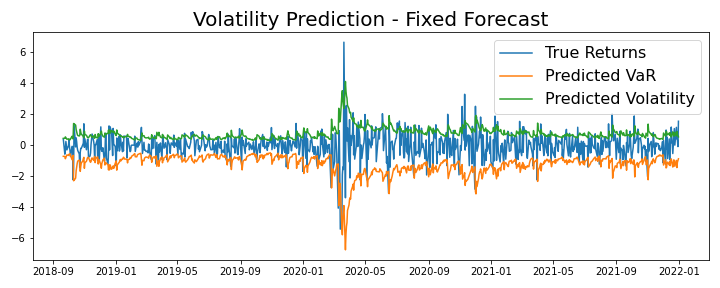 Volatility Prediction - Fixed Forecast
True Returns
Predicted VaR
Predicted Volatility
6
4
2
0
−2
−4
−6
2018-09 2019-01 2019-05 2019-09 2020-01 2020-05 2020-09 2021-01 2021-05 2021-09 2022-01